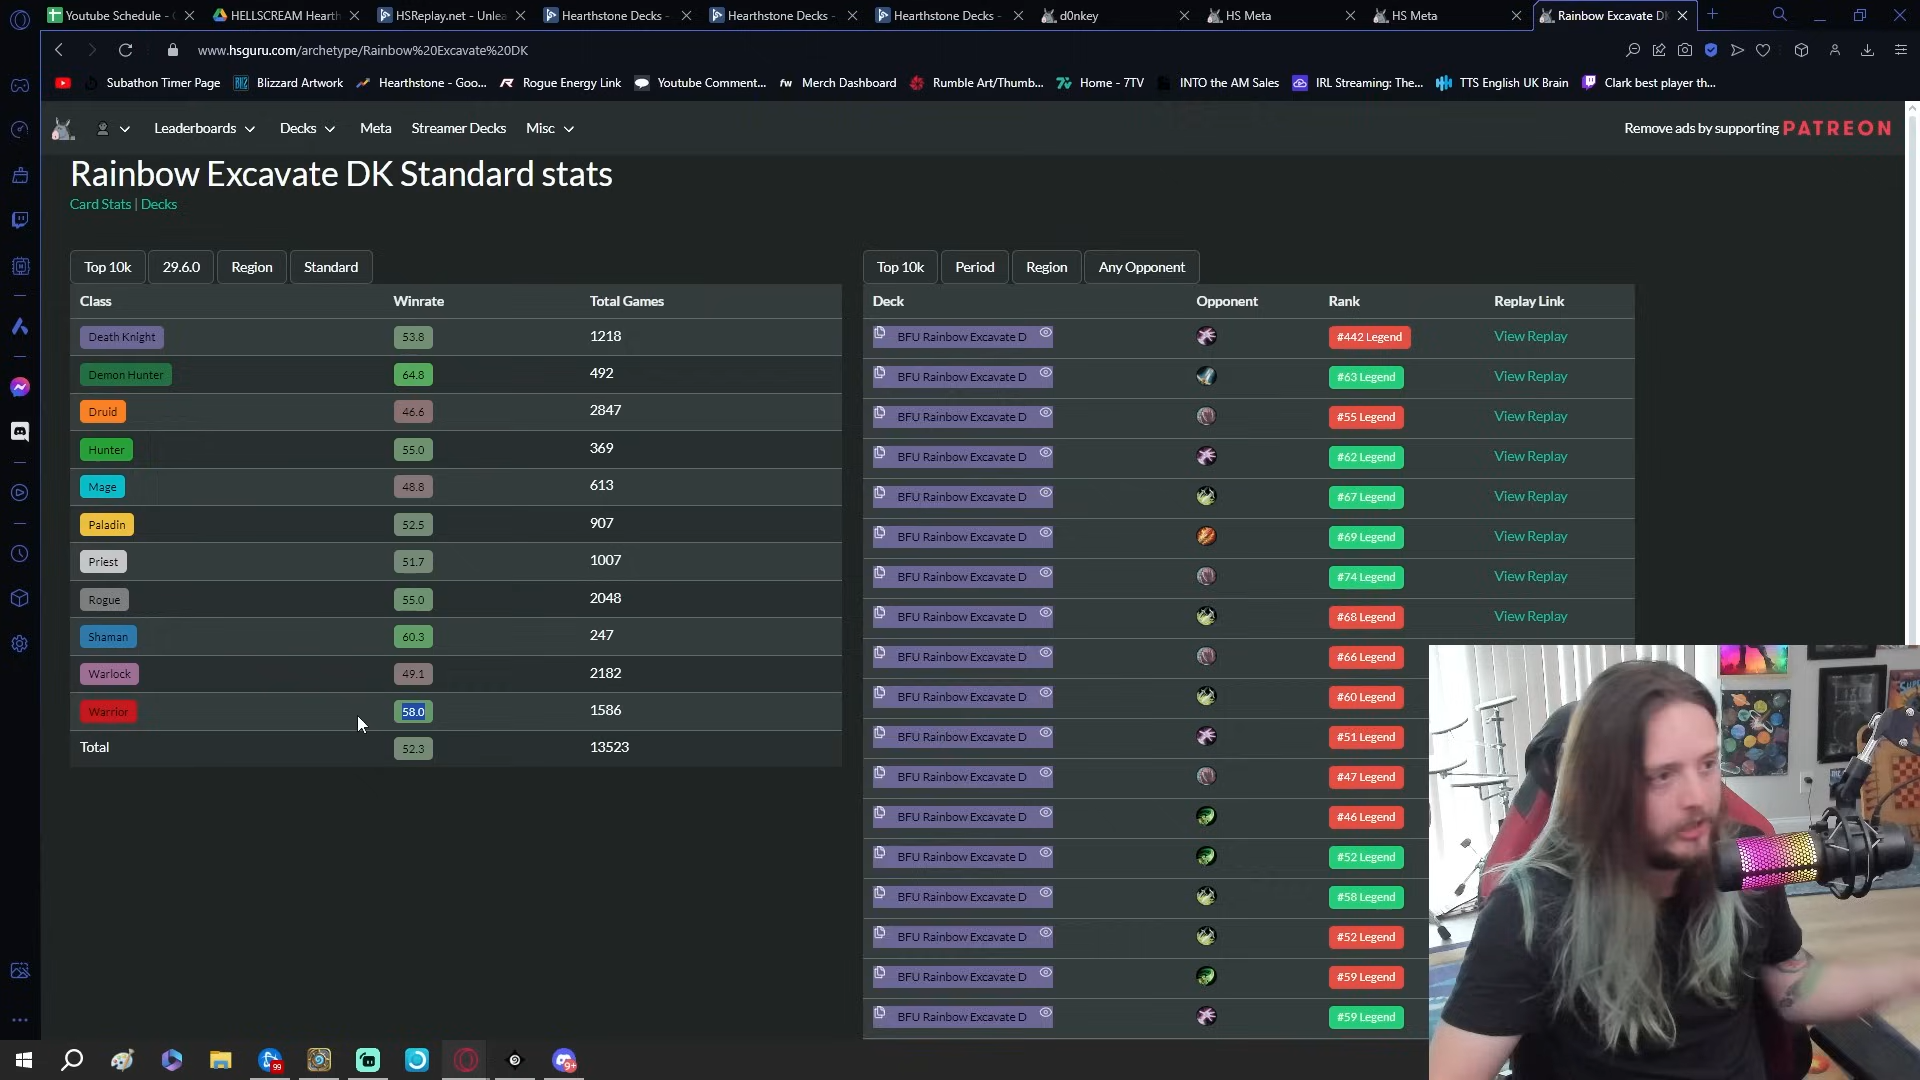 Youtube Schedule - G
HELLSCREAM Hearth
HSReplay.net - Unlea
Hearthstone Decks -
Hearthstone Decks -
Hearthstone Decks -
d0nkey
HS Meta
HS Meta
Rainbow Excavate DK
www.hsguru.com/archetype/Rainbow%20Excavate%20DK
Subathon Timer Page
Blizzard Artwork
Hearthstone - Goo...
Rogue Energy Link
Youtube Comment...
fw Merch Dashboard
Rumble Art/Thumb...
Home - 7TV
INTO the AM Sales
IRL Streaming: The...
TTS English UK Brain
Clark best player th...
Leaderboards
Decks
Meta
Streamer Decks
Misc
Remove ads by supporting PATREON
Rainbow Excavate DK Standard stats
Card Stats | Decks
Top 10k 29.6.0 Region Standard
Class Winrate Total Games
Death Knight 53.8 1218
Demon Hunter 64.8 492
Druid 46.6 2847
Hunter 55.0 369
Mage 48.8 613
Paladin 52.5 907
Priest 51.7 1007
Rogue 55.0 2048
Shaman 60.3 247
Warlock 49.1 2182
Warrior 58.0 1586
Total 52.3 13523
Top 10k Period Region Any Opponent
Deck Opponent Rank Replay Link
BFU Rainbow Excavate D #442 Legend View Replay
BFU Rainbow Excavate D #63 Legend View Replay
BFU Rainbow Excavate D #55 Legend View Replay
BFU Rainbow Excavate D #62 Legend View Replay
BFU Rainbow Excavate D #67 Legend View Replay
BFU Rainbow Excavate D #69 Legend View Replay
BFU Rainbow Excavate D #74 Legend View Replay
BFU Rainbow Excavate D #68 Legend View Replay
BFU Rainbow Excavate D #66 Legend
BFU Rainbow Excavate D #60 Legend
BFU Rainbow Excavate D #51 Legend
BFU Rainbow Excavate D #47 Legend
BFU Rainbow Excavate D #46 Legend
BFU Rainbow Excavate D #52 Legend
BFU Rainbow Excavate D #58 Legend
BFU Rainbow Excavate D #52 Legend
BFU Rainbow Excavate D #59 Legend
BFU Rainbow Excavate D #59 Legend
99
9+